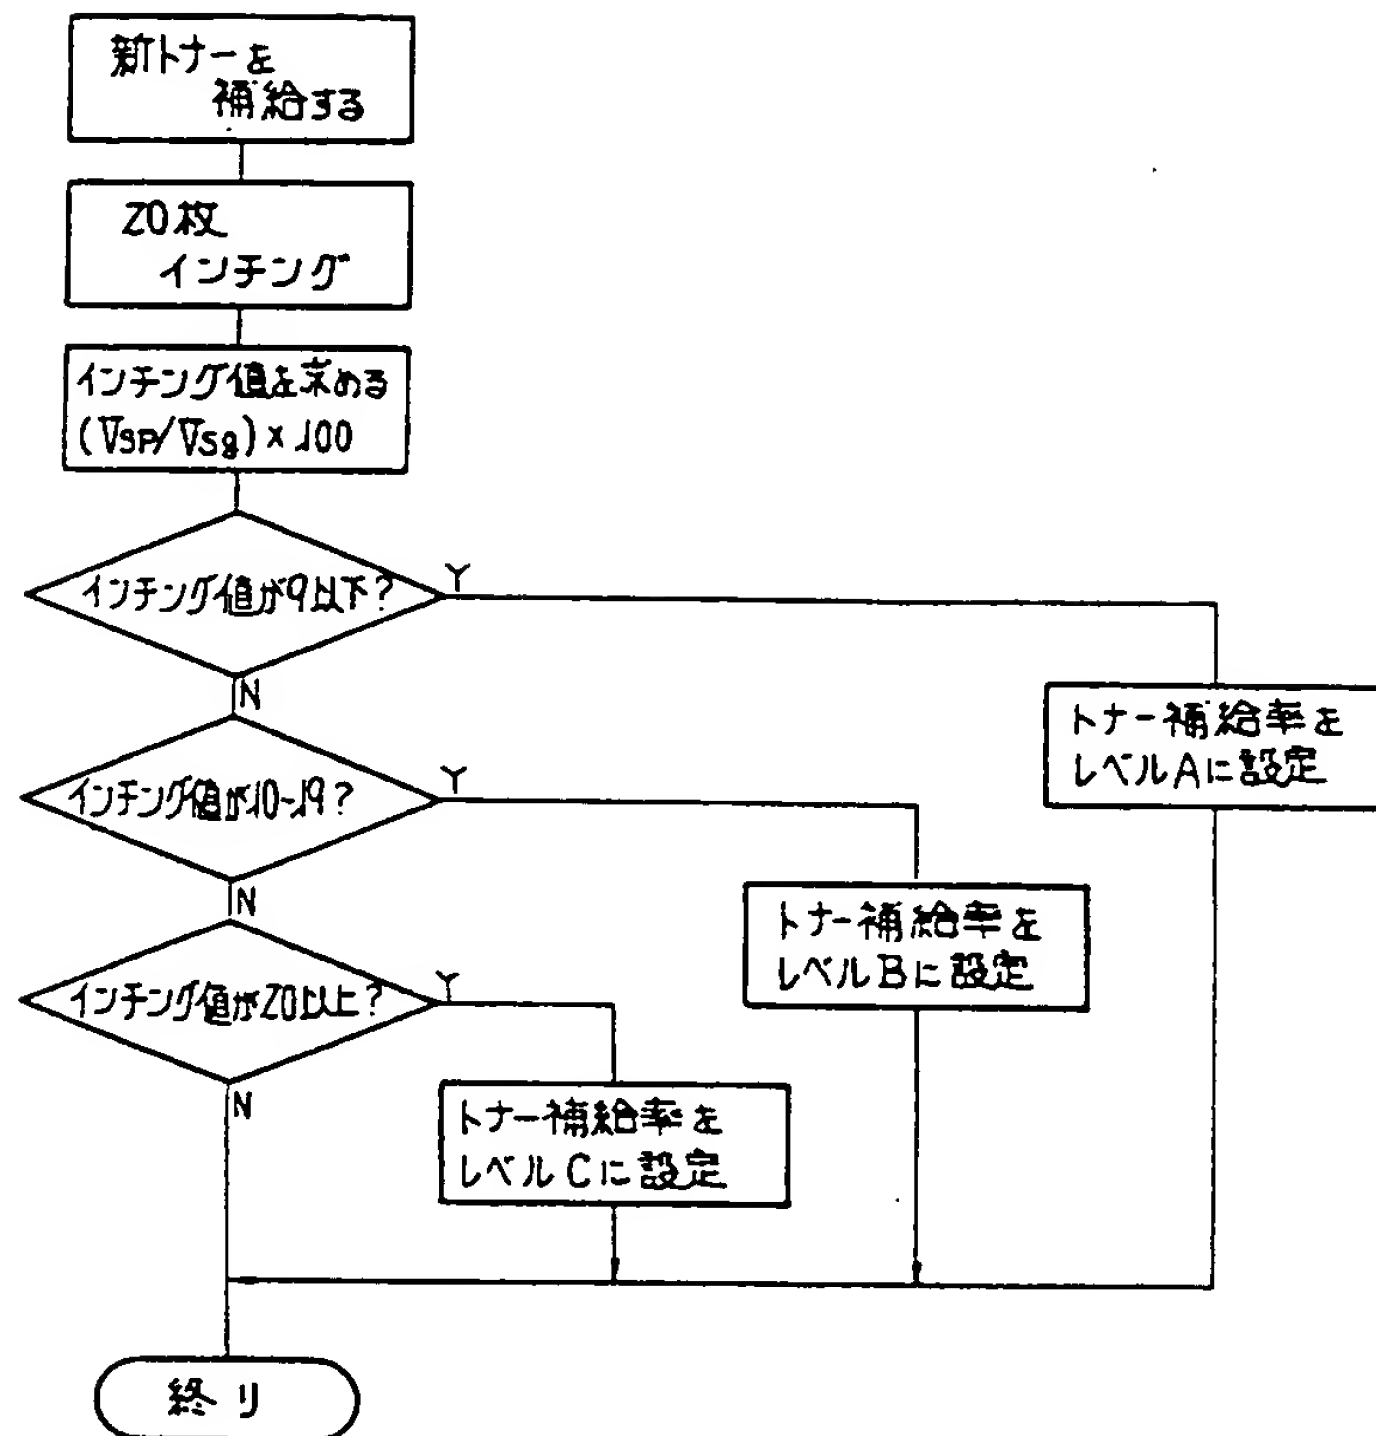 新トナーを
補給する
20枚
インチング
インチング値を求める
(VSP/VSg)×100
インチング値が9以下?
Y
N
トナー補給率を
レベルAに設定
インチング値が10~19?
Y
N
トナー補給率を
レベルBに設定
インチング値が20以上?
Y
N
トナー補給率を
レベルCに設定
終り